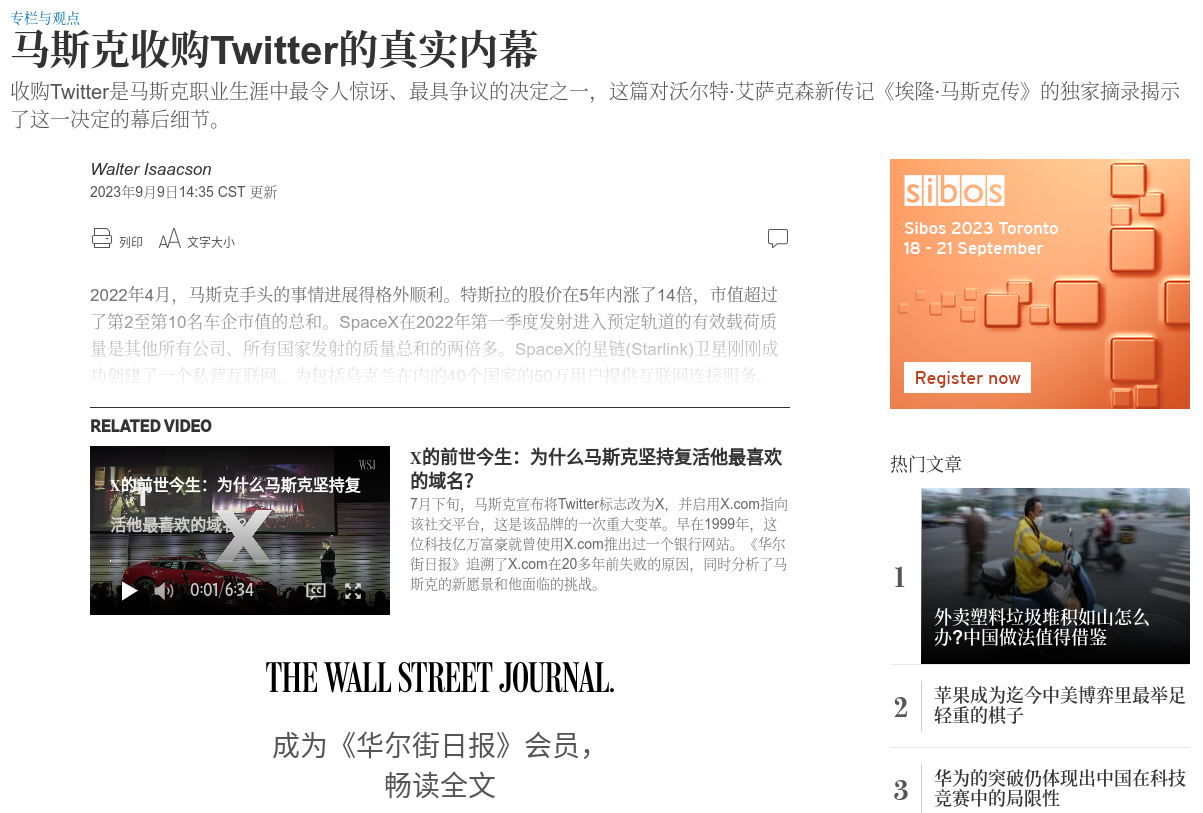 专栏与观点
马斯克收购Twitter的真实内幕
收购Twitter是马斯克职业生涯中最令人惊讶、最具争议的决定之一，这篇对沃尔特·艾萨克森新传记《埃隆·马斯克传》的独家摘录揭示
了这一决定的幕后细节。
Walter Isaacson
2023年9月9日14:35 CST 更新
列印 AA 文字大小
2022年4月，马斯克手头的事情进展得格外顺利。特斯拉的股价在5年内涨了14倍，市值超过
了第2至第10名车企市值的总和。SpaceX在2022年第一季度发射进入预定轨道的有效载荷质
量是其他所有公司、所有国家发射的质量总和的两倍多。SpaceX的星链(Starlink)卫星刚刚成
功创建了一个私营互联网，为包括乌克兰在内的40个国家的50万用户提供互联网连接服务。
RELATED VIDEO
WSJ
X的前世今生：为什么马斯克坚持复
活他最喜欢的域名？
X
0:01/6:34
CC
X的前世今生：为什么马斯克坚持复活他最喜欢
的域名？
7月下旬，马斯克宣布将Twitter标志改为X，并启用X.com指向
该社交平台，这是该品牌的一次重大变革。早在1999年，这
位科技亿万富豪就曾使用X.com推出过一个银行网站。《华尔
街日报》追溯了X.com在20多年前失败的原因，同时分析了马
斯克的新愿景和他面临的挑战。
THE WALL STREET JOURNAL.
成为《华尔街日报》会员，
畅读全文
sibos
Sibos 2023 Toronto
18 - 21 September
Register now
热门文章
1
外卖塑料垃圾堆积如山怎么
办?中国做法值得借鉴
2
苹果成为迄今中美博弈里最举足
轻重的棋子
3
华为的突破仍体现出中国在科技
竞赛中的局限性